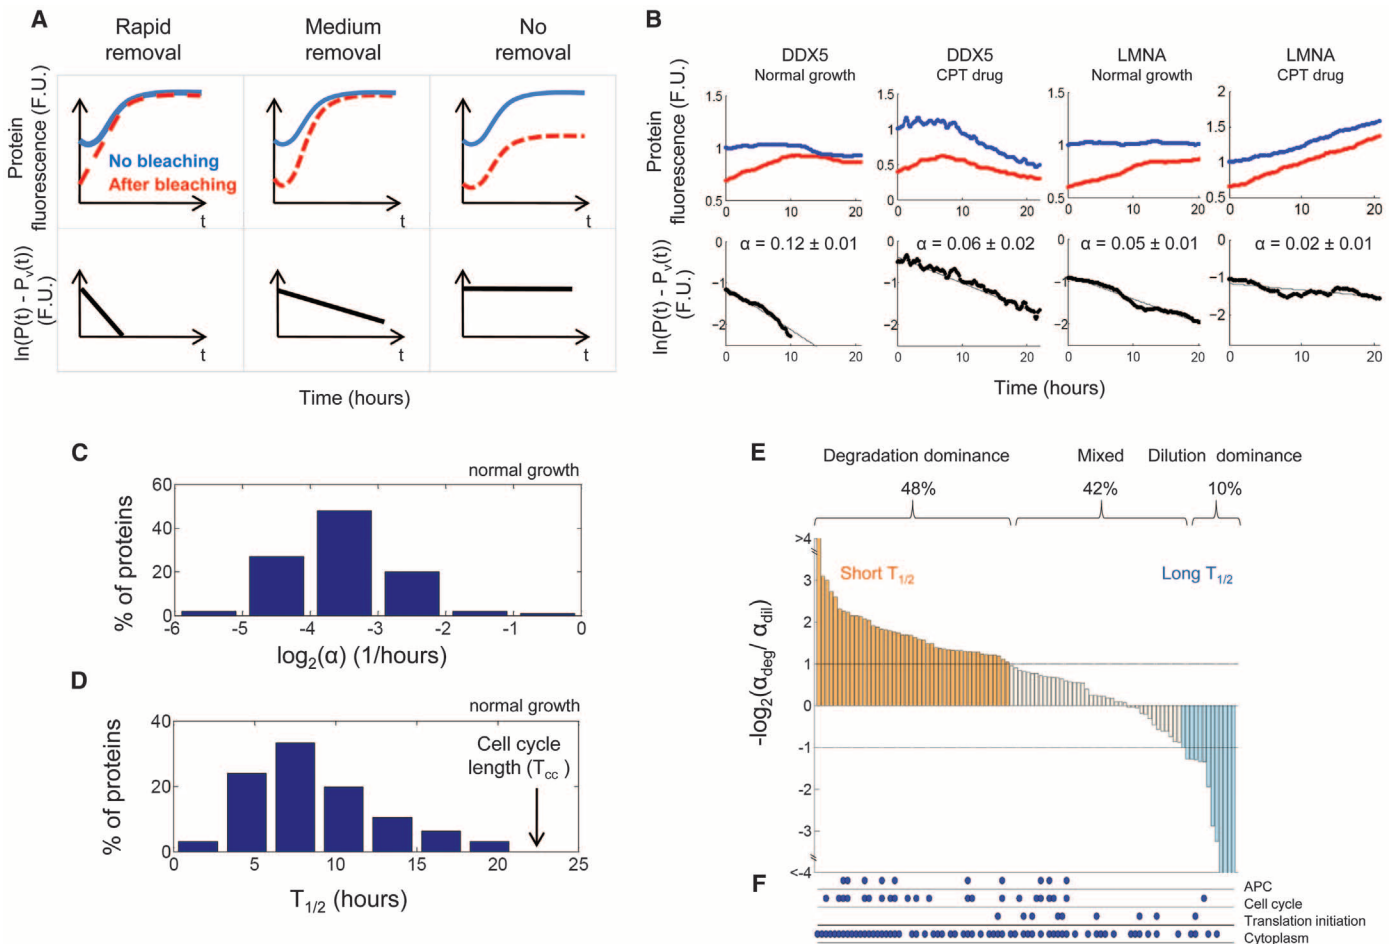 A
Rapid removal
Medium removal
No removal
Protein fluorescence (F.U.)
No bleaching
After bleaching
t
t
t
ln(P(t) - Pᵥ(t)) (F.U.)
t
t
t
Time (hours)
B
DDX5
Normal growth
DDX5
CPT drug
LMNA
Normal growth
LMNA
CPT drug
Protein fluorescence (F.U.)
1.5
1
0.5
0
10
20
1.5
1
0.5
0
0
10
20
1.5
1
0.5
0
10
20
2
1.5
1
0.5
0
10
20
ln(P(t) - Pᵥ(t)) (F.U.)
α = 0.12 ± 0.01
0
−1
−2
0
10
20
α = 0.06 ± 0.02
0
−1
−2
0
10
20
α = 0.05 ± 0.01
0
−1
−2
0
10
20
α = 0.02 ± 0.01
0
−1
−2
0
10
20
Time (hours)
C
normal growth
% of proteins
60
40
20
0
-6 -5 -4 -3 -2 -1 0
log₂(α) (1/hours)
D
normal growth
Cell cycle
length (Tcc )
% of proteins
40
20
0
0 5 10 15 20 25
T1/2 (hours)
E
Degradation dominance
Mixed
Dilution dominance
48%
42%
10%
Short T1/2
Long T1/2
-log₂(αdeg/ αdil)
>4
3
2
1
0
-1
-2
-3
<-4
F
APC
Cell cycle
Translation initiation
Cytoplasm